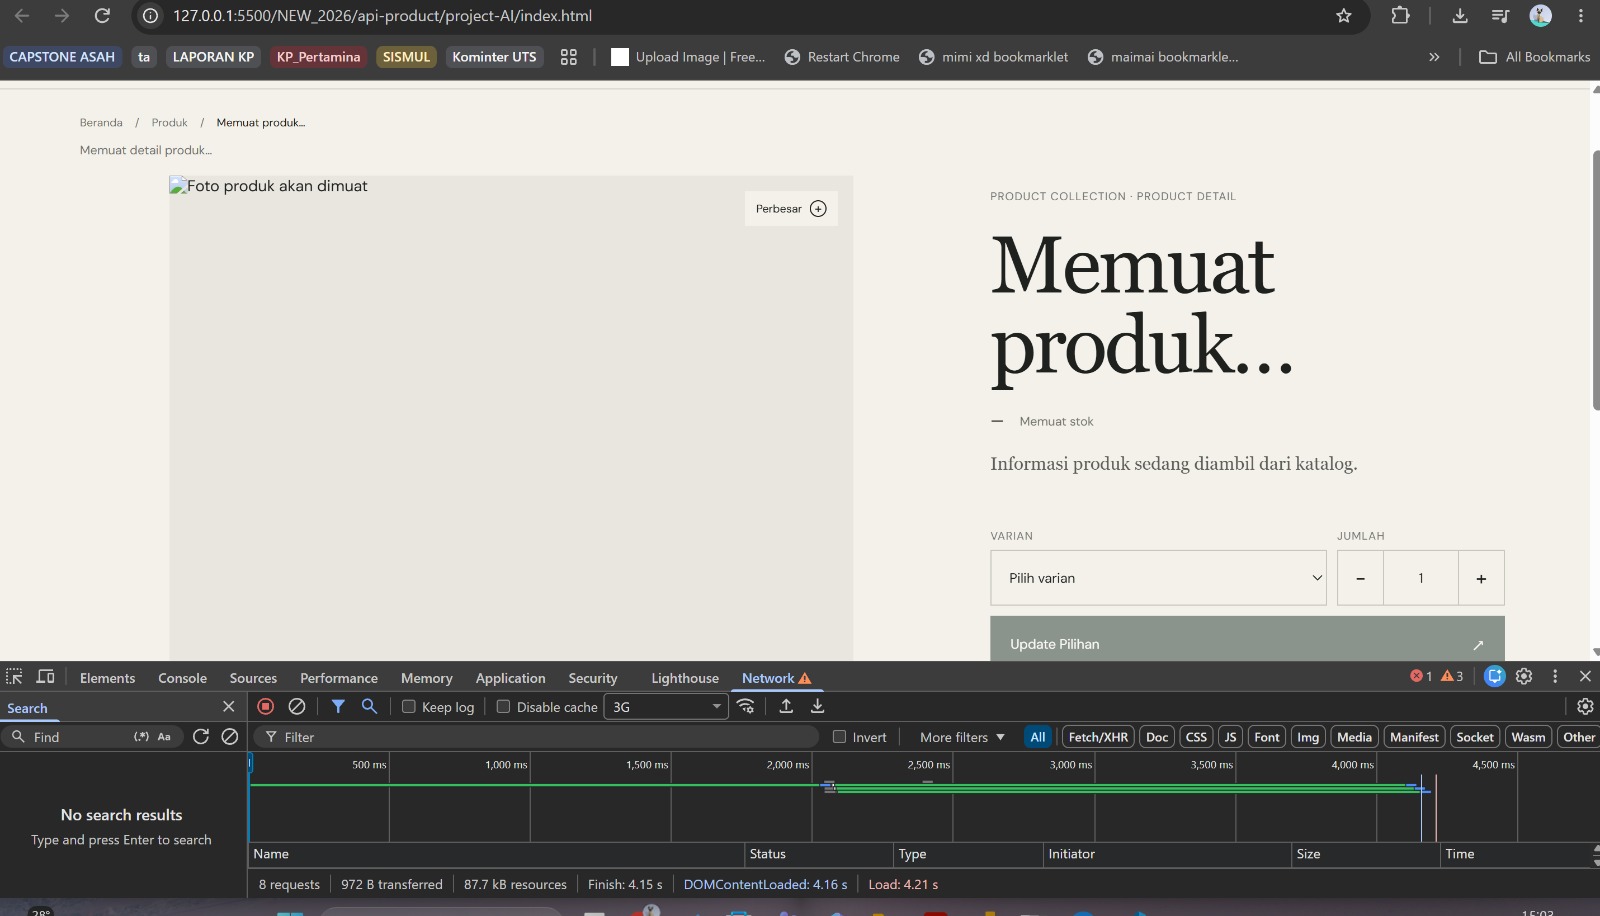 127.0.0.1:5500/NEW_2026/api-product/project-AI/index.html
CAPSTONE ASAH ta LAPORAN KP KP_Pertamina SISMUL Kominter UTS Upload Image | Free... Restart Chrome mimi xd bookmarklet maimai bookmarkle... » All Bookmarks
Beranda / Produk / Memuat produk...
Memuat detail produk...
Foto produk akan dimuat
Perbesar
PRODUCT COLLECTION · PRODUCT DETAIL
Memuat
produk...
— Memuat stok
Informasi produk sedang diambil dari katalog.
VARIAN JUMLAH
Pilih varian − 1 +
Update Pilihan ↗
Elements Console Sources Performance Memory Application Security Lighthouse Network 1 3
Search Keep log Disable cache 3G
Find (.*) Aa Filter Invert More filters All Fetch/XHR Doc CSS JS Font Img Media Manifest Socket Wasm Other
500 ms 1,000 ms 1,500 ms 2,000 ms 2,500 ms 3,000 ms 3,500 ms 4,000 ms 4,500 ms
No search results
Type and press Enter to search
Name Status Type Initiator Size Time
8 requests 972 B transferred 87.7 kB resources Finish: 4.15 s DOMContentLoaded: 4.16 s Load: 4.21 s
28° 15:03